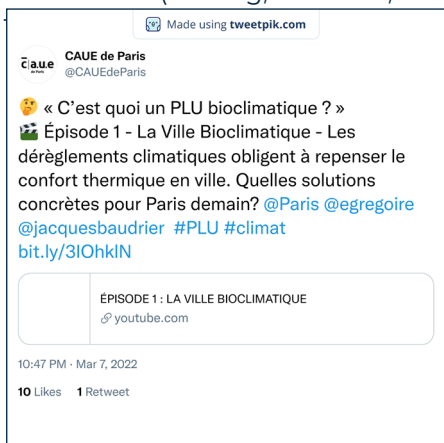 Made using tweetpik.com
c|a.u.e
de Paris
CAUE de Paris
@CAUEdeParis
🤔 « C'est quoi un PLU bioclimatique ? »
🎬 Épisode 1 - La Ville Bioclimatique - Les
dérèglements climatiques obligent à repenser le
confort thermique en ville. Quelles solutions
concrètes pour Paris demain? @Paris @egregoire
@jacquesbaudrier #PLU #climat
bit.ly/3IOhklN
ÉPISODE 1 : LA VILLE BIOCLIMATIQUE
youtube.com
10:47 PM · Mar 7, 2022
10 Likes 1 Retweet